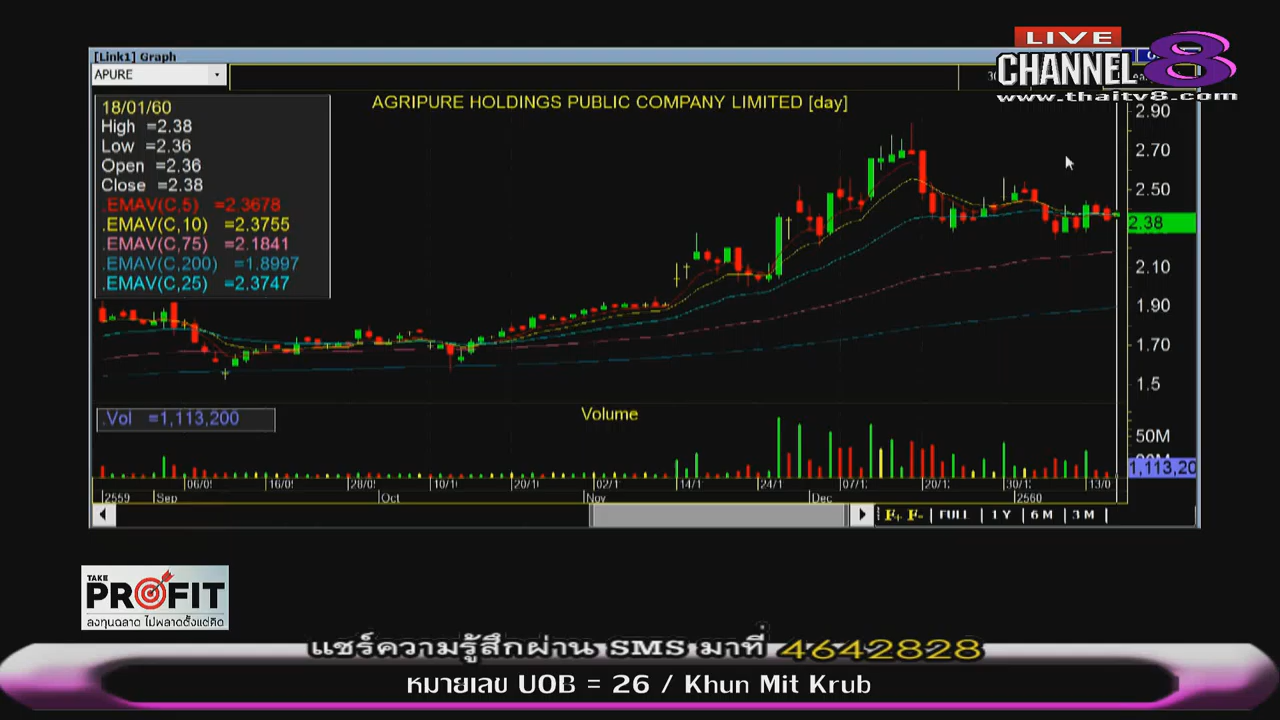 LIVE
CHANNEL 8
www.thaitv8.com
[Link1] Graph
APURE
AGRIPURE HOLDINGS PUBLIC COMPANY LIMITED [day]
18/01/60
High =2.38
Low =2.36
Open =2.36
Close =2.38
.EMAV(C,5) =2.3678
.EMAV(C,10) =2.3755
.EMAV(C,75) =2.1841
.EMAV(C,200) =1.8997
.EMAV(C,25) =2.3747
2.90
2.70
2.50
2.38
2.10
1.90
1.70
1.5
.Vol =1,113,200
Volume
50M
1,113,20
06/0 16/0 28/0 10/1 20/1 02/1 14/1 24/1 07/1 20/1 30/1 13/0
2559 Sep Oct Nov Dec 2560
F+ F- FULL 1 Y 6 M 3 M
TAKE
PROFIT
ลงทุนฉลาด ไม่พลาดตั้งแต่คิด
แชร์ความรู้สึกผ่าน SMS มาที่ 4642828
หมายเลข UOB = 26 / Khun Mit Krub